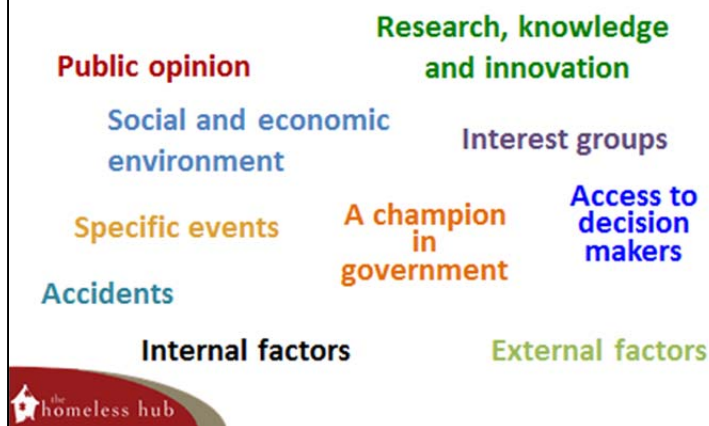 Research, knowledge
and innovation
Public opinion
Social and economic
environment
Interest groups
Access to
decision
makers
A champion
in
government
Specific events
Accidents
Internal factors
External factors
the
homeless hub